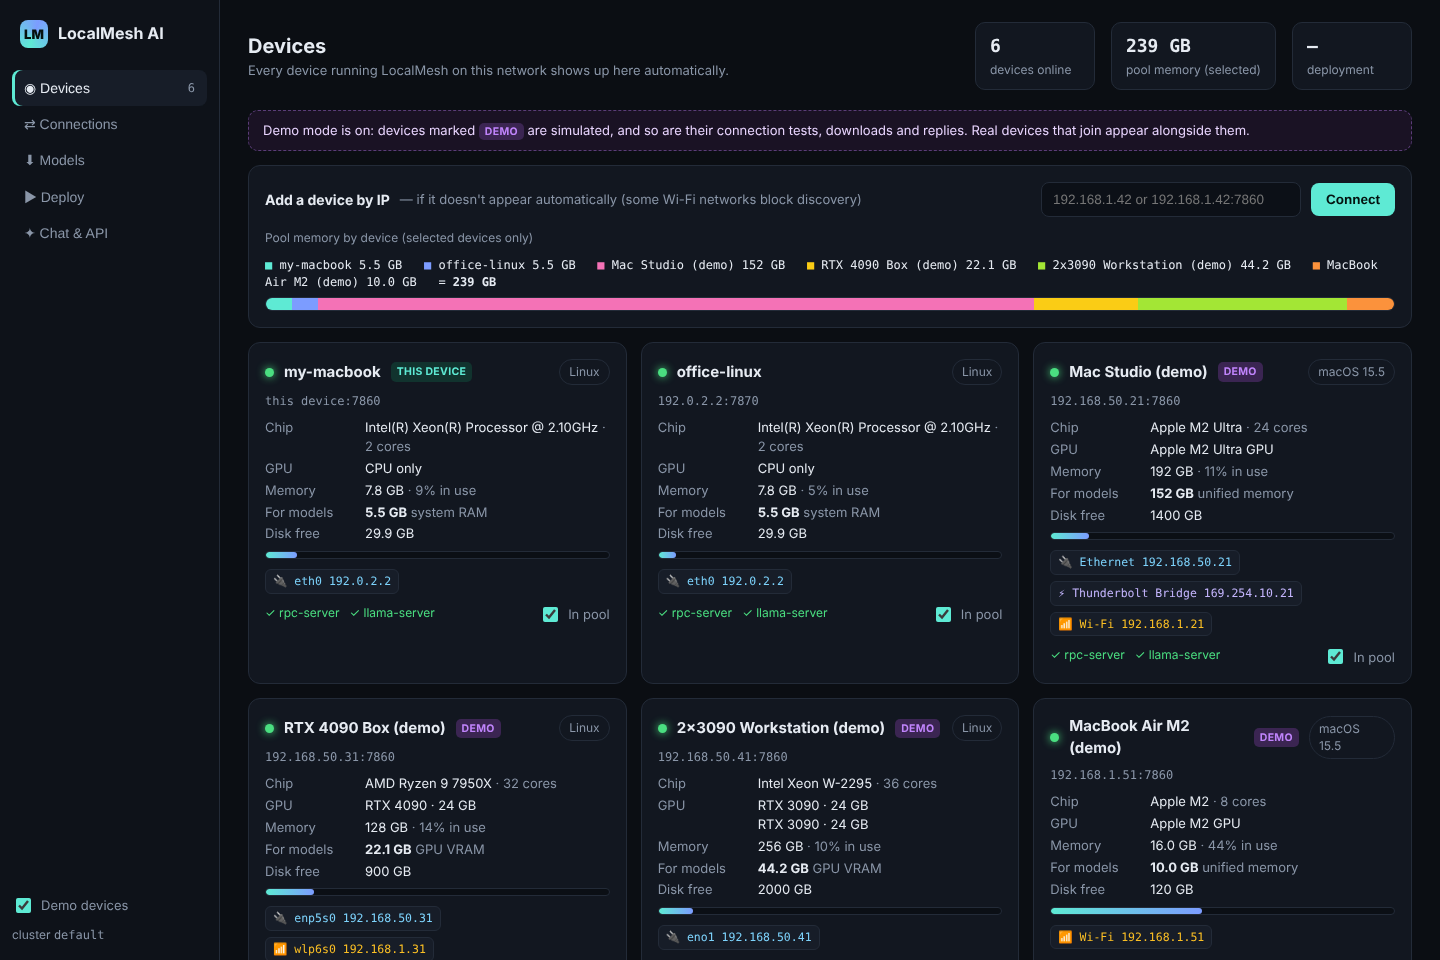 LM LocalMesh AI
◉ Devices 6
⇄ Connections
⬇ Models
▶ Deploy
✦ Chat & API
Demo devices
cluster default
Devices
Every device running LocalMesh on this network shows up here automatically.
6
devices online
239 GB
pool memory (selected)
–
deployment
Demo mode is on: devices marked DEMO are simulated, and so are their connection tests, downloads and replies. Real devices that join appear alongside them.
Add a device by IP — if it doesn't appear automatically (some Wi-Fi networks block discovery)
192.168.1.42 or 192.168.1.42:7860
Connect
Pool memory by device (selected devices only)
■ my-macbook 5.5 GB ■ office-linux 5.5 GB ■ Mac Studio (demo) 152 GB ■ RTX 4090 Box (demo) 22.1 GB ■ 2x3090 Workstation (demo) 44.2 GB ■ MacBook
Air M2 (demo) 10.0 GB = 239 GB
my-macbook THIS DEVICE Linux
this device:7860
Chip Intel(R) Xeon(R) Processor @ 2.10GHz ·
2 cores
GPU CPU only
Memory 7.8 GB · 9% in use
For models 5.5 GB system RAM
Disk free 29.9 GB
🔌 eth0 192.0.2.2
✓ rpc-server ✓ llama-server In pool
office-linux Linux
192.0.2.2:7870
Chip Intel(R) Xeon(R) Processor @ 2.10GHz ·
2 cores
GPU CPU only
Memory 7.8 GB · 5% in use
For models 5.5 GB system RAM
Disk free 29.9 GB
🔌 eth0 192.0.2.2
✓ rpc-server ✓ llama-server In pool
Mac Studio (demo) DEMO macOS 15.5
192.168.50.21:7860
Chip Apple M2 Ultra · 24 cores
GPU Apple M2 Ultra GPU
Memory 192 GB · 11% in use
For models 152 GB unified memory
Disk free 1400 GB
🔌 Ethernet 192.168.50.21
⚡ Thunderbolt Bridge 169.254.10.21
📶 Wi-Fi 192.168.1.21
✓ rpc-server ✓ llama-server In pool
RTX 4090 Box (demo) DEMO Linux
192.168.50.31:7860
Chip AMD Ryzen 9 7950X · 32 cores
GPU RTX 4090 · 24 GB
Memory 128 GB · 14% in use
For models 22.1 GB GPU VRAM
Disk free 900 GB
🔌 enp5s0 192.168.50.31
📶 wlp6s0 192.168.1.31
2×3090 Workstation (demo) DEMO Linux
192.168.50.41:7860
Chip Intel Xeon W-2295 · 36 cores
GPU RTX 3090 · 24 GB
RTX 3090 · 24 GB
Memory 256 GB · 10% in use
For models 44.2 GB GPU VRAM
Disk free 2000 GB
🔌 eno1 192.168.50.41
MacBook Air M2
(demo) DEMO macOS
15.5
192.168.1.51:7860
Chip Apple M2 · 8 cores
GPU Apple M2 GPU
Memory 16.0 GB · 44% in use
For models 10.0 GB unified memory
Disk free 120 GB
📶 Wi-Fi 192.168.1.51